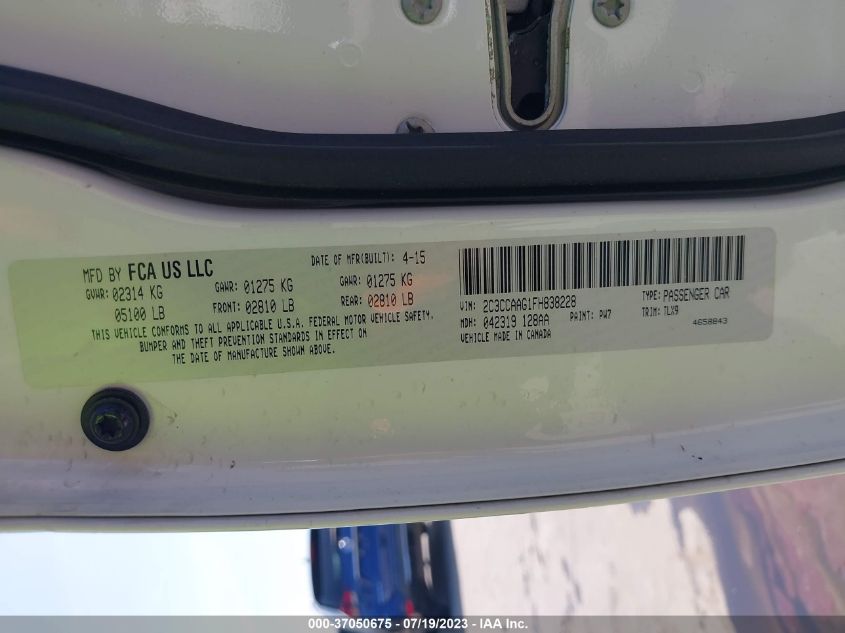 MFD BY FCA US LLC
DATE OF MFR(BUILT): 4-15
GVWR: 02314 KG
GAWR: 01275 KG
GAWR: 01275 KG
05100 LB
FRONT: 02810 LB
REAR: 02810 LB
THIS VEHICLE CONFORMS TO ALL APPLICABLE U.S.A. FEDERAL MOTOR VEHICLE SAFETY,
BUMPER AND THEFT PREVENTION STANDARDS IN EFFECT ON
THE DATE OF MANUFACTURE SHOWN ABOVE.
VIN: 2C3CCAAG1FH838228
TYPE: PASSENGER CAR
MDH: 042319 128AA
PAINT: PW7
TRIM: TLX9
VEHICLE MADE IN CANADA
4658843
000-37050675 - 07/19/2023 - IAA Inc.